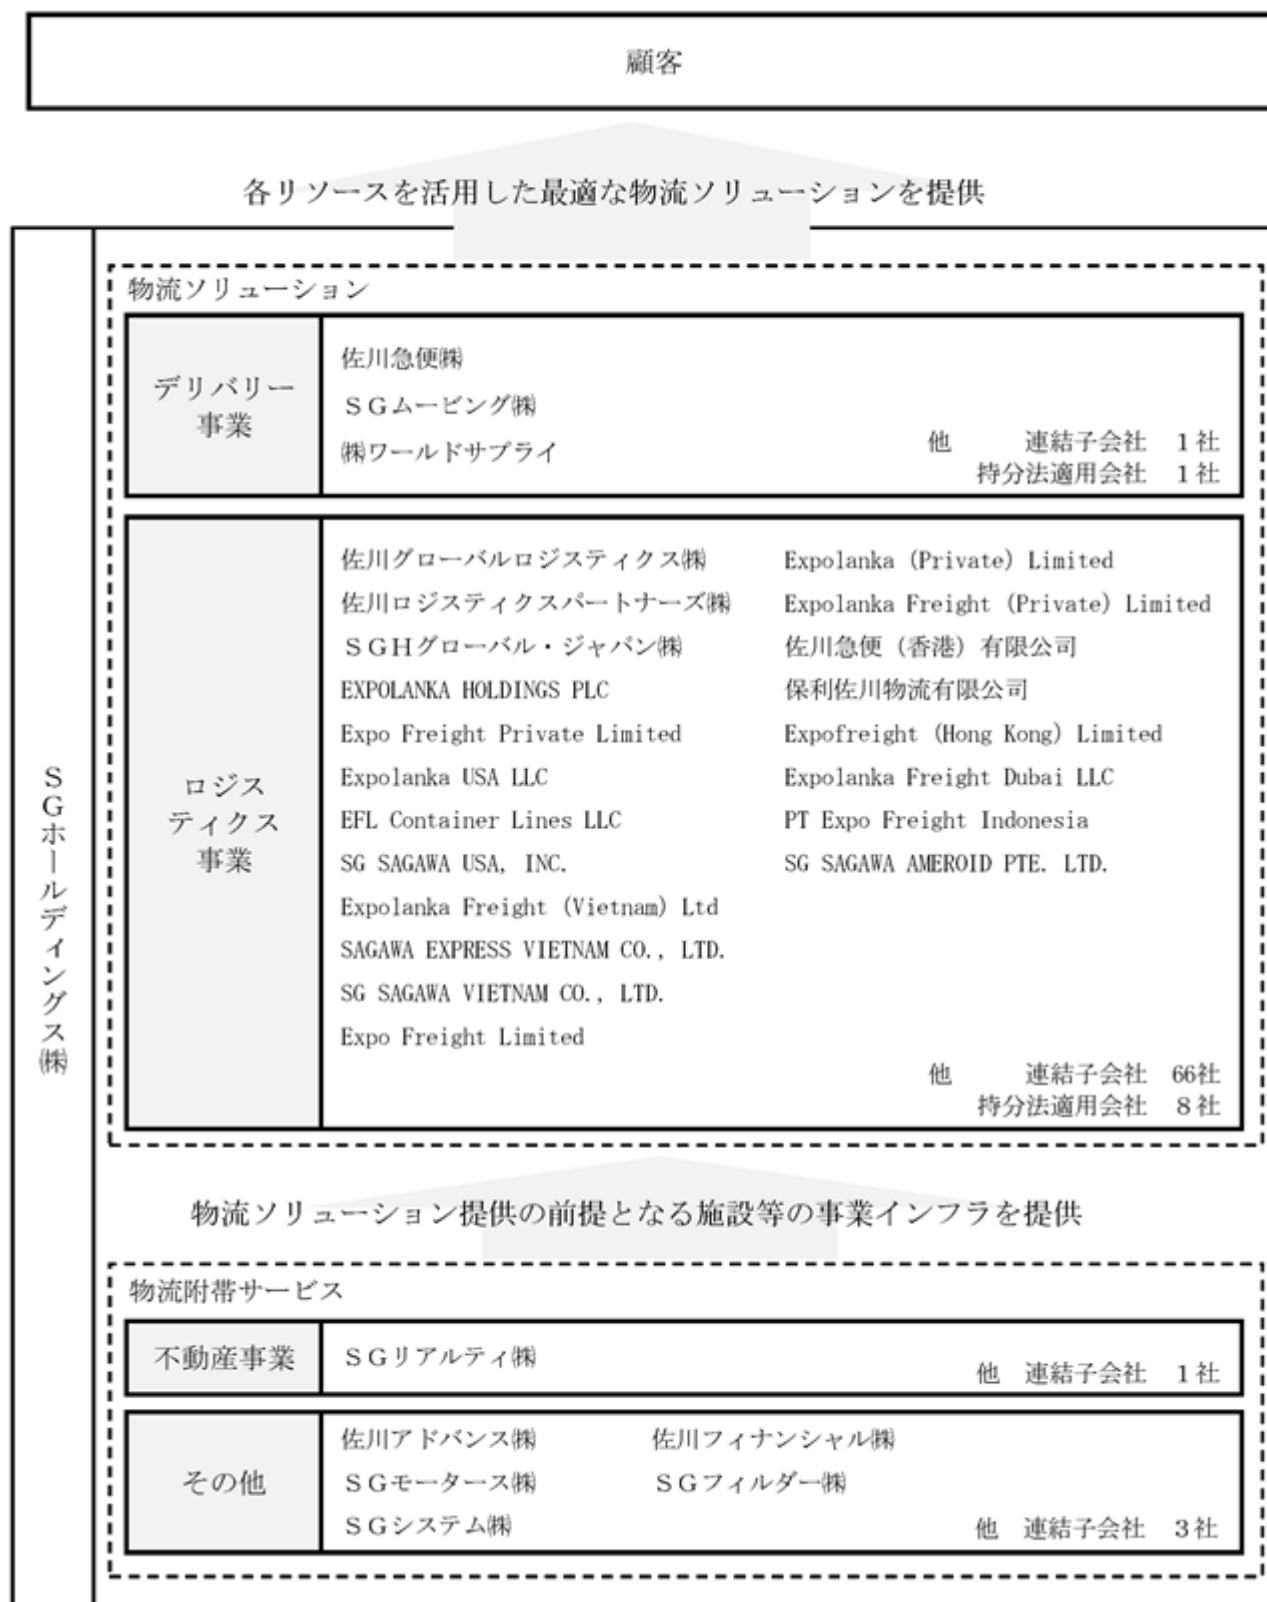 顧客
各リソースを活用した最適な物流ソリューションを提供
SGホールディングス㈱
物流ソリューション
デリバリー
事業
佐川急便㈱
SGムービング㈱
㈱ワールドサプライ
他 連結子会社 1社
持分法適用会社 1社
ロジス
ティクス
事業
佐川グローバルロジスティクス㈱
佐川ロジスティクスパートナーズ㈱
SGHグローバル・ジャパン㈱
EXPOLANKA HOLDINGS PLC
Expo Freight Private Limited
Expolanka USA LLC
EFL Container Lines LLC
SG SAGAWA USA, INC.
Expolanka Freight (Vietnam) Ltd
SAGAWA EXPRESS VIETNAM CO., LTD.
SG SAGAWA VIETNAM CO., LTD.
Expo Freight Limited
Expolanka (Private) Limited
Expolanka Freight (Private) Limited
佐川急便（香港）有限公司
保利佐川物流有限公司
Expofreight (Hong Kong) Limited
Expolanka Freight Dubai LLC
PT Expo Freight Indonesia
SG SAGAWA AMEROID PTE. LTD.
他 連結子会社 66社
持分法適用会社 8社
物流ソリューション提供の前提となる施設等の事業インフラを提供
物流附帯サービス
不動産事業
SGリアルティ㈱
他 連結子会社 1社
その他
佐川アドバンス㈱
SGモータース㈱
SGシステム㈱
佐川フィナンシャル㈱
SGフィルダー㈱
他 連結子会社 3社